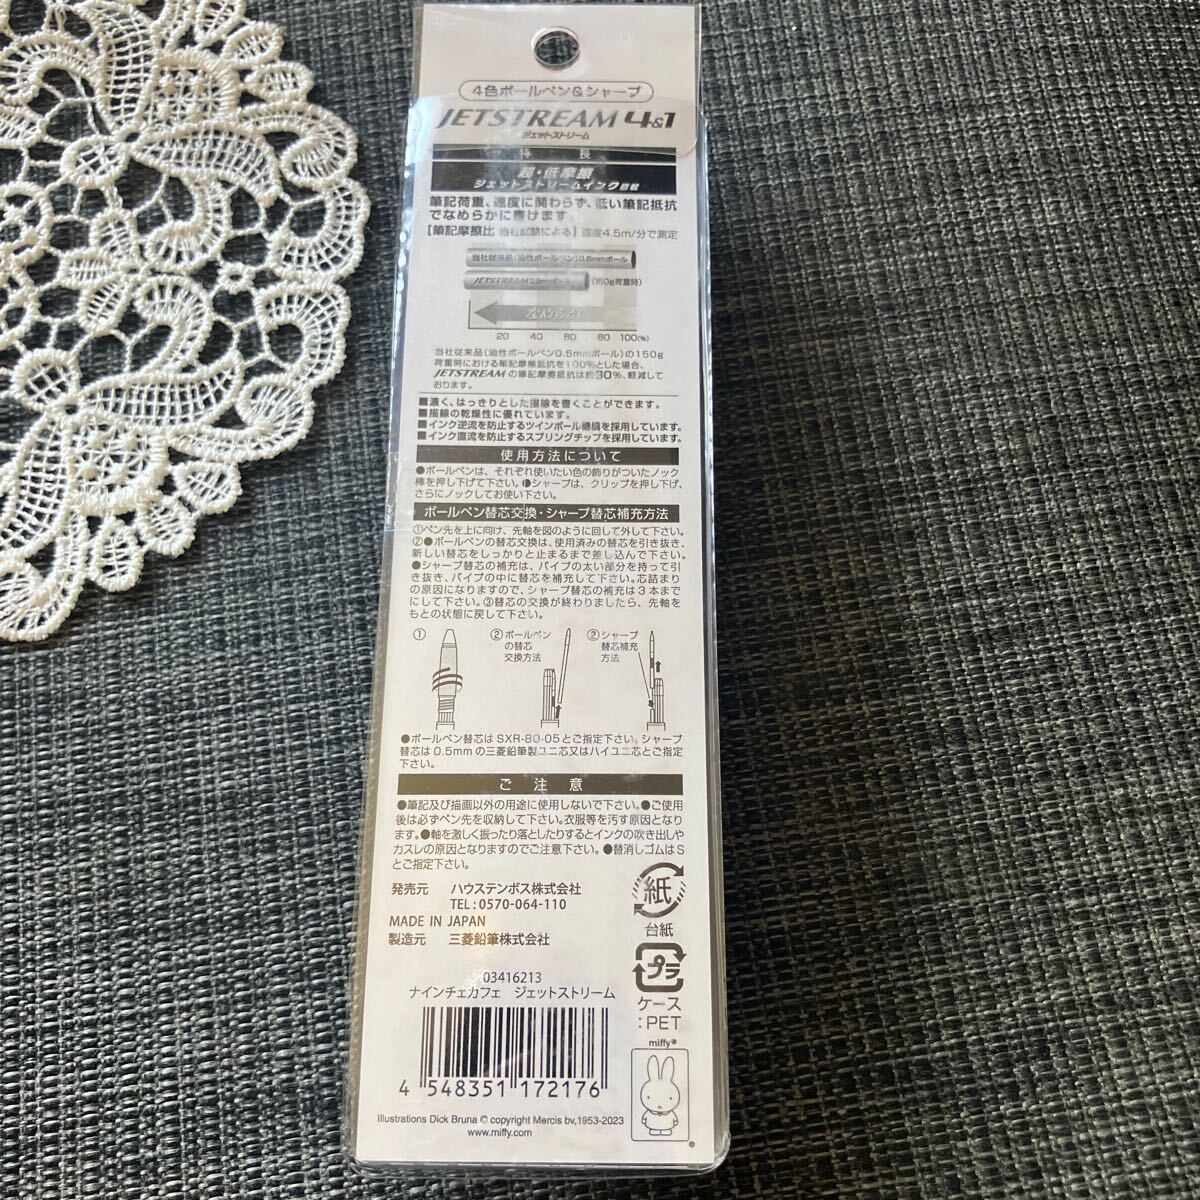 4色ボールペン&シャープ
JETSTREAM 4&1
ジェットストリーム
特長
超・低摩擦
ジェットストリームインク搭載
筆記荷重、速度に関わらず、低い筆記抵抗
でなめらかに書けます。
【筆記摩擦比 当社試験による】速度4.5m/分で測定
当社従来品(油性ボールペン)0.5mmボール
JETSTREAM 0.5mmボール (150g荷重時)
なめらか
20 40 60 80 100(%)
当社従来品(油性ボールペン0.5mmボール)の150g
荷重時における筆記摩擦抵抗を100%とした場合、
JETSTREAMの筆記摩擦抵抗は約30%、軽減して
おります。
■濃く、はっきりとした描線を書くことができます。
■描線の乾燥性に優れています。
■インク逆流を防止するツインボール機構を採用しています。
■インク直流を防止するスプリングチップを採用しています。
使用方法について
●ボールペンは、それぞれ使いたい色の飾りがついたノック
棒を押し下げて下さい。●シャープは、クリップを押し下げ、
さらにノックしてお使い下さい。
ボールペン替芯交換・シャープ替芯補充方法
①ペン先を上に向け、先軸を図のように回して外して下さい。
②●ボールペンの替芯交換は、使用済みの替芯を引き抜き、
新しい替芯をしっかりと止まるまで差し込んで下さい。
●シャープ替芯の補充は、パイプの太い部分を持って引
き抜き、パイプの中に替芯を補充して下さい。芯詰まり
の原因になりますので、シャープ替芯の補充は3本まで
にして下さい。③替芯の交換が終わりましたら、先軸を
もとの状態に戻して下さい。
① ②ボールペン
の替芯
交換方法
②シャープ
替芯補充
方法
●ボールペン替芯はSXR-80-05とご指定下さい。シャープ
替芯は0.5mmの三菱鉛筆製ユニ芯又はハイユニ芯とご指定
下さい。
ご注意
●筆記及び描画以外の用途に使用しないで下さい。●ご使用
後は必ずペン先を収納して下さい。衣服等を汚す原因となり
ます。●軸を激しく振ったり落としたりするとインクの吹き出しや
カスレの原因となりますのでご注意下さい。●替消しゴムはS
とご指定下さい。
発売元 ハウステンボス株式会社
TEL:0570-064-110
MADE IN JAPAN
製造元 三菱鉛筆株式会社
紙
台紙
プラ
ケース
:PET
03416213
ナインチェカフェ ジェットストリーム
4 548351 172176
miffy®
Illustrations Dick Bruna © copyright Mercis bv,1953-2023
www.miffy.com
®